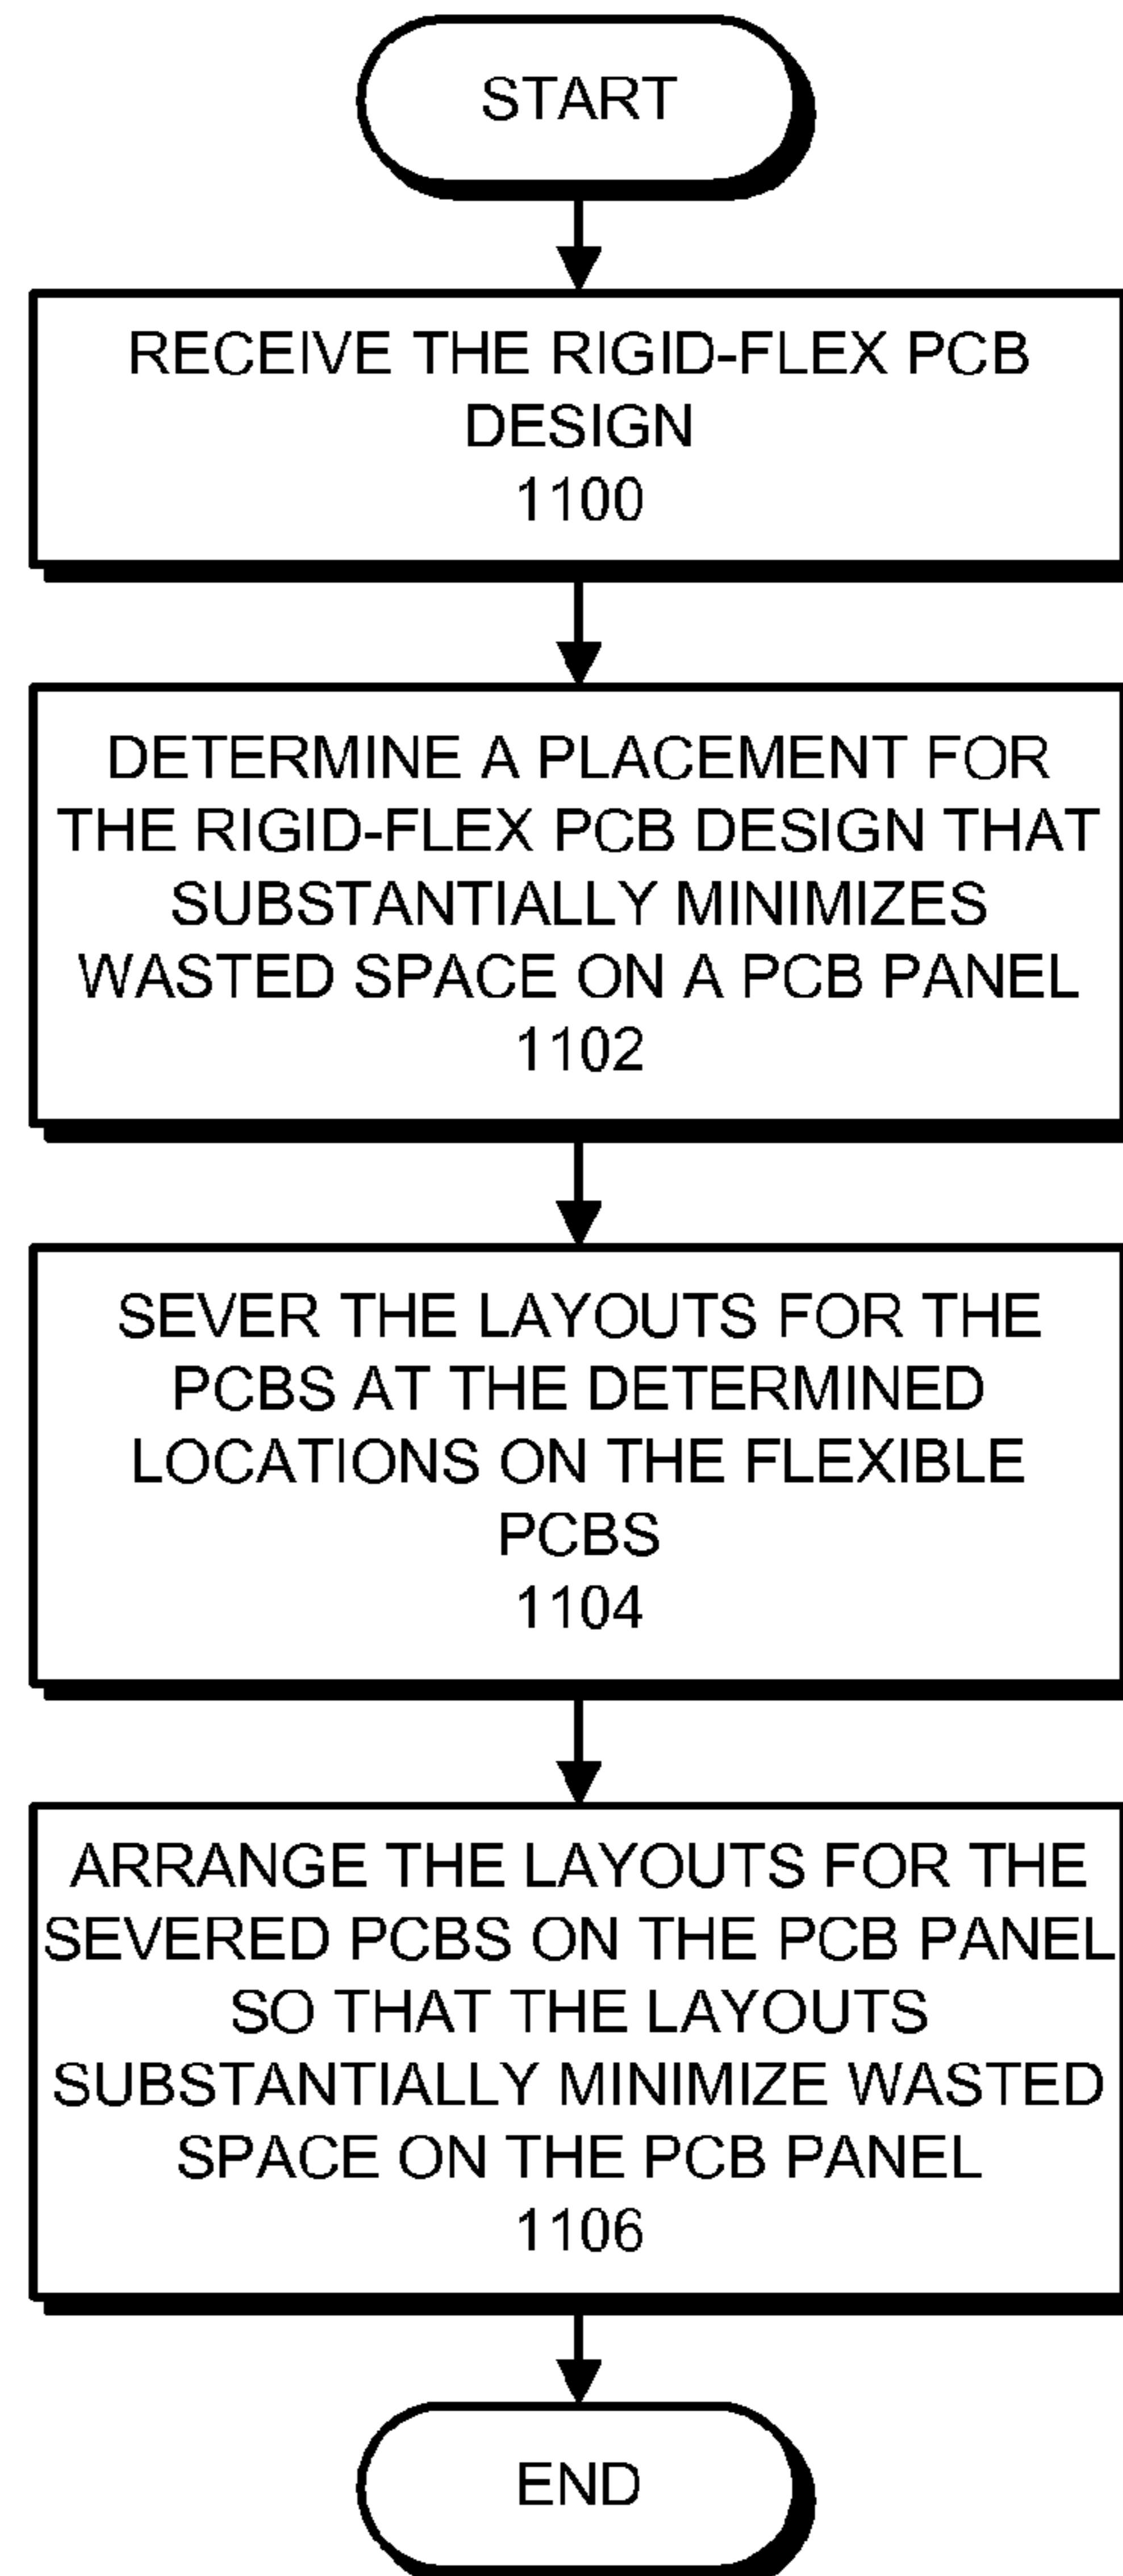 START
RECEIVE THE RIGID-FLEX PCB
DESIGN
1100
DETERMINE A PLACEMENT FOR
THE RIGID-FLEX PCB DESIGN THAT
SUBSTANTIALLY MINIMIZES
WASTED SPACE ON A PCB PANEL
1102
SEVER THE LAYOUTS FOR THE
PCBS AT THE DETERMINED
LOCATIONS ON THE FLEXIBLE
PCBS
1104
ARRANGE THE LAYOUTS FOR THE
SEVERED PCBS ON THE PCB PANEL
SO THAT THE LAYOUTS
SUBSTANTIALLY MINIMIZE WASTED
SPACE ON THE PCB PANEL
1106
END